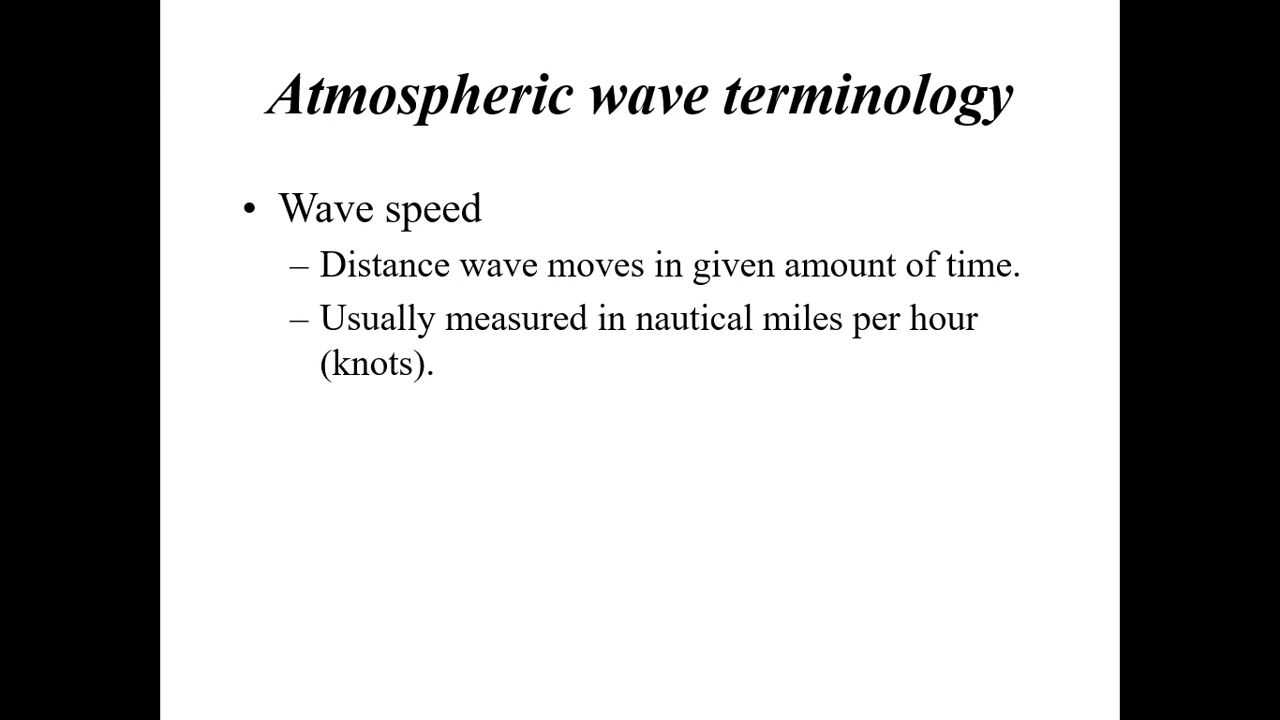 Atmospheric wave terminology
• Wave speed
– Distance wave moves in given amount of time.
– Usually measured in nautical miles per hour
(knots).